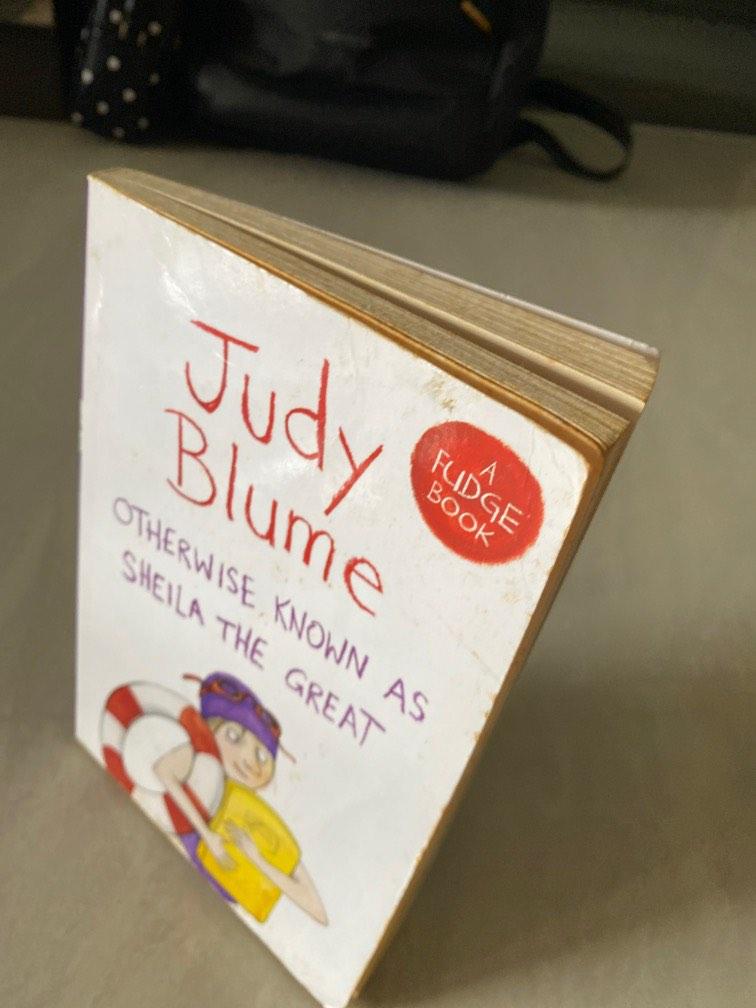 Judy
Blume
A
FUDGE
BOOK
OTHERWISE KNOWN AS
SHEILA THE GREAT